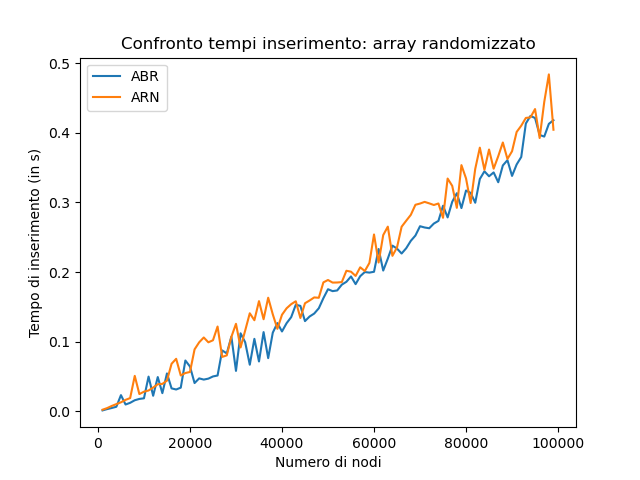 Confronto tempi inserimento: array randomizzato
ABR
ARN
Tempo di inserimento (in s)
0.5
0.4
0.3
0.2
0.1
0.0
0 20000 40000 60000 80000 100000
Numero di nodi